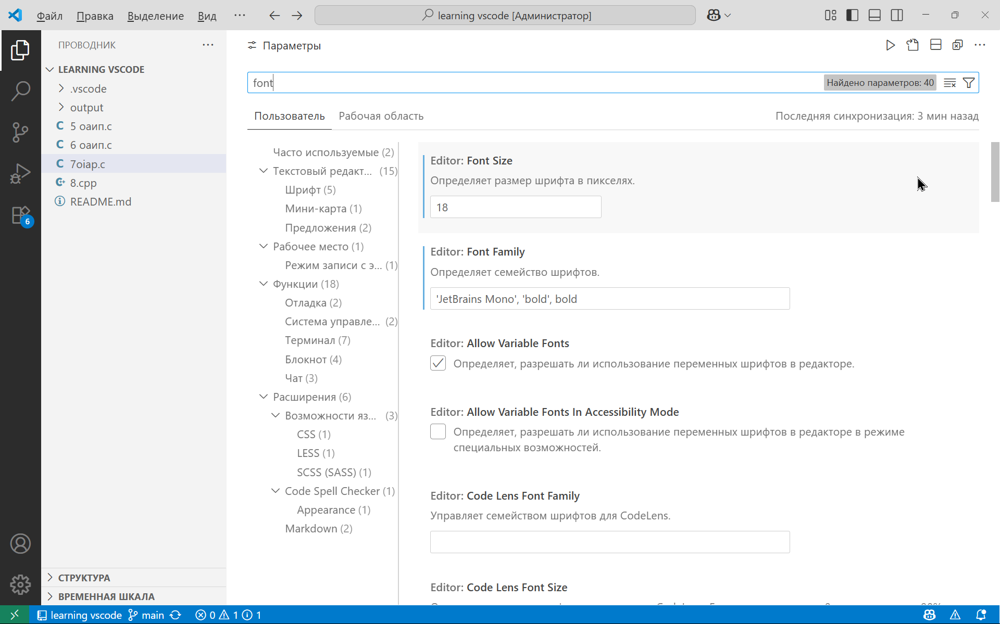 Файл Правка Выделение Вид ··· learning vscode [Администратор]
ПРОВОДНИК
LEARNING VSCODE
.vscode
output
C 5 оаип.c
C 6 оаип.c
C 7oiap.c
8.cpp
README.md
СТРУКТУРА
ВРЕМЕННАЯ ШКАЛА
6
Параметры
font
Найдено параметров: 40
Пользователь Рабочая область
Последняя синхронизация: 3 мин назад
Часто используемые (2)
Текстовый редакт... (15)
Шрифт (5)
Мини-карта (1)
Предложения (2)
Рабочее место (1)
Режим записи с э... (1)
Функции (18)
Отладка (2)
Система управле... (2)
Терминал (7)
Блокнот (4)
Чат (3)
Расширения (6)
Возможности яз... (3)
CSS (1)
LESS (1)
SCSS (SASS) (1)
Code Spell Checker (1)
Appearance (1)
Markdown (2)
Editor: Font Size
Определяет размер шрифта в пикселях.
18
Editor: Font Family
Определяет семейство шрифтов.
'JetBrains Mono', 'bold', bold
Editor: Allow Variable Fonts
Определяет, разрешать ли использование переменных шрифтов в редакторе.
Editor: Allow Variable Fonts In Accessibility Mode
Определяет, разрешать ли использование переменных шрифтов в редакторе в режиме
специальных возможностей.
Editor: Code Lens Font Family
Управляет семейством шрифтов для CodeLens.
Editor: Code Lens Font Size
learning vscode main 0 1 1